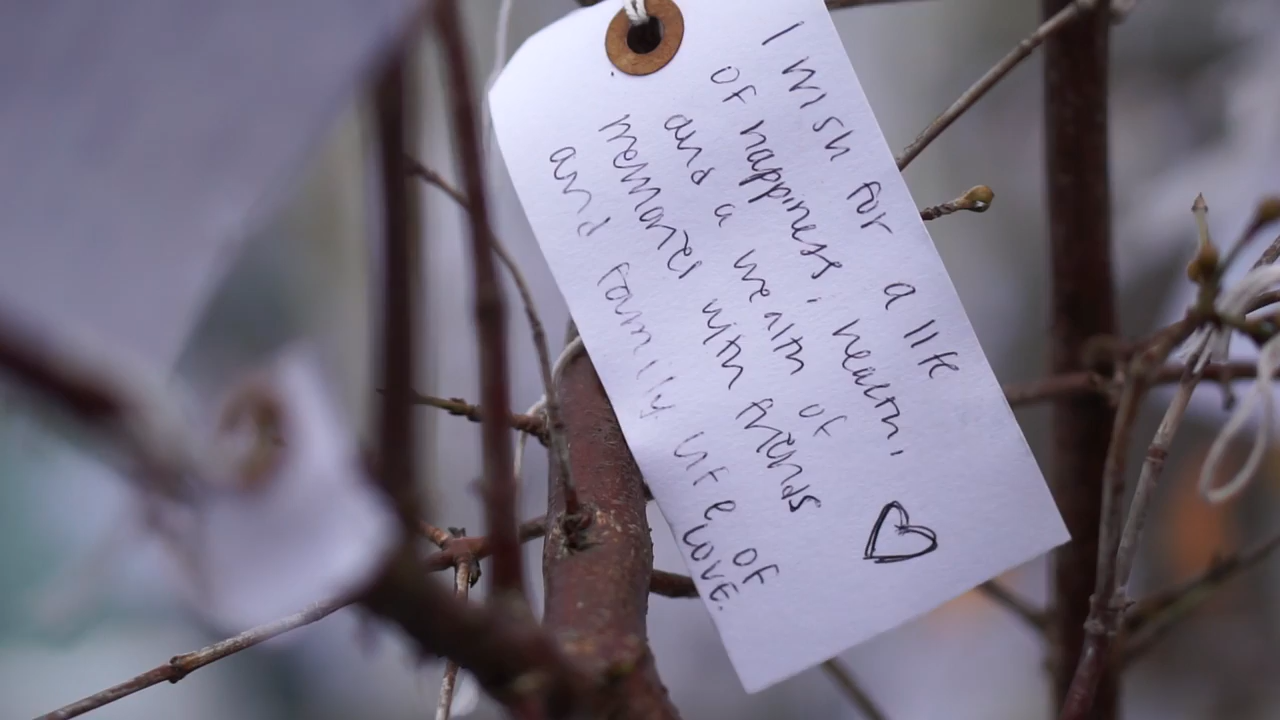 I wish for a life
of happiness, health,
and a wealth of
memories with friends
and family life of
love.